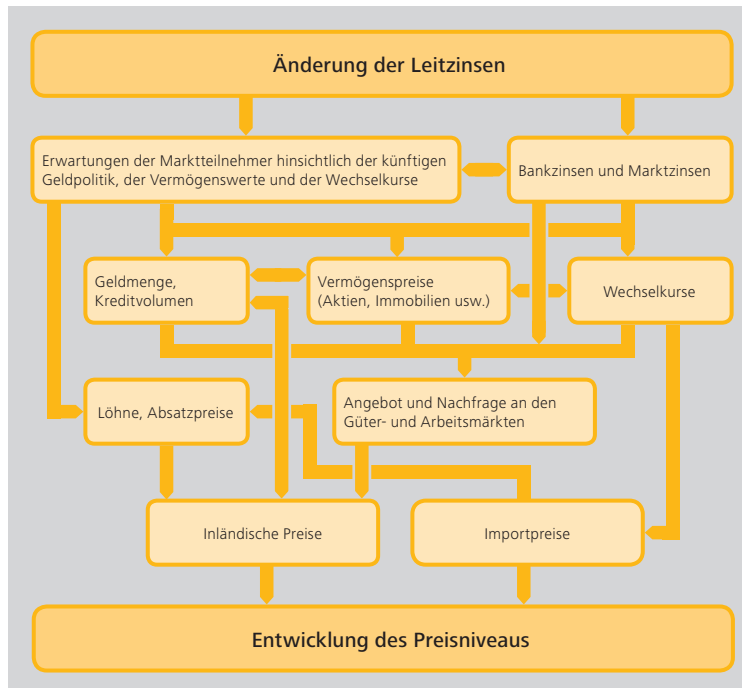 Änderung der Leitzinsen
Erwartungen der Marktteilnehmer hinsichtlich der künftigen
Geldpolitik, der Vermögenswerte und der Wechselkurse
Bankzinsen und Marktzinsen
Geldmenge,
Kreditvolumen
Vermögenspreise
(Aktien, Immobilien usw.)
Wechselkurse
Löhne, Absatzpreise
Angebot und Nachfrage an den
Güter- und Arbeitsmärkten
Inländische Preise
Importpreise
Entwicklung des Preisniveaus